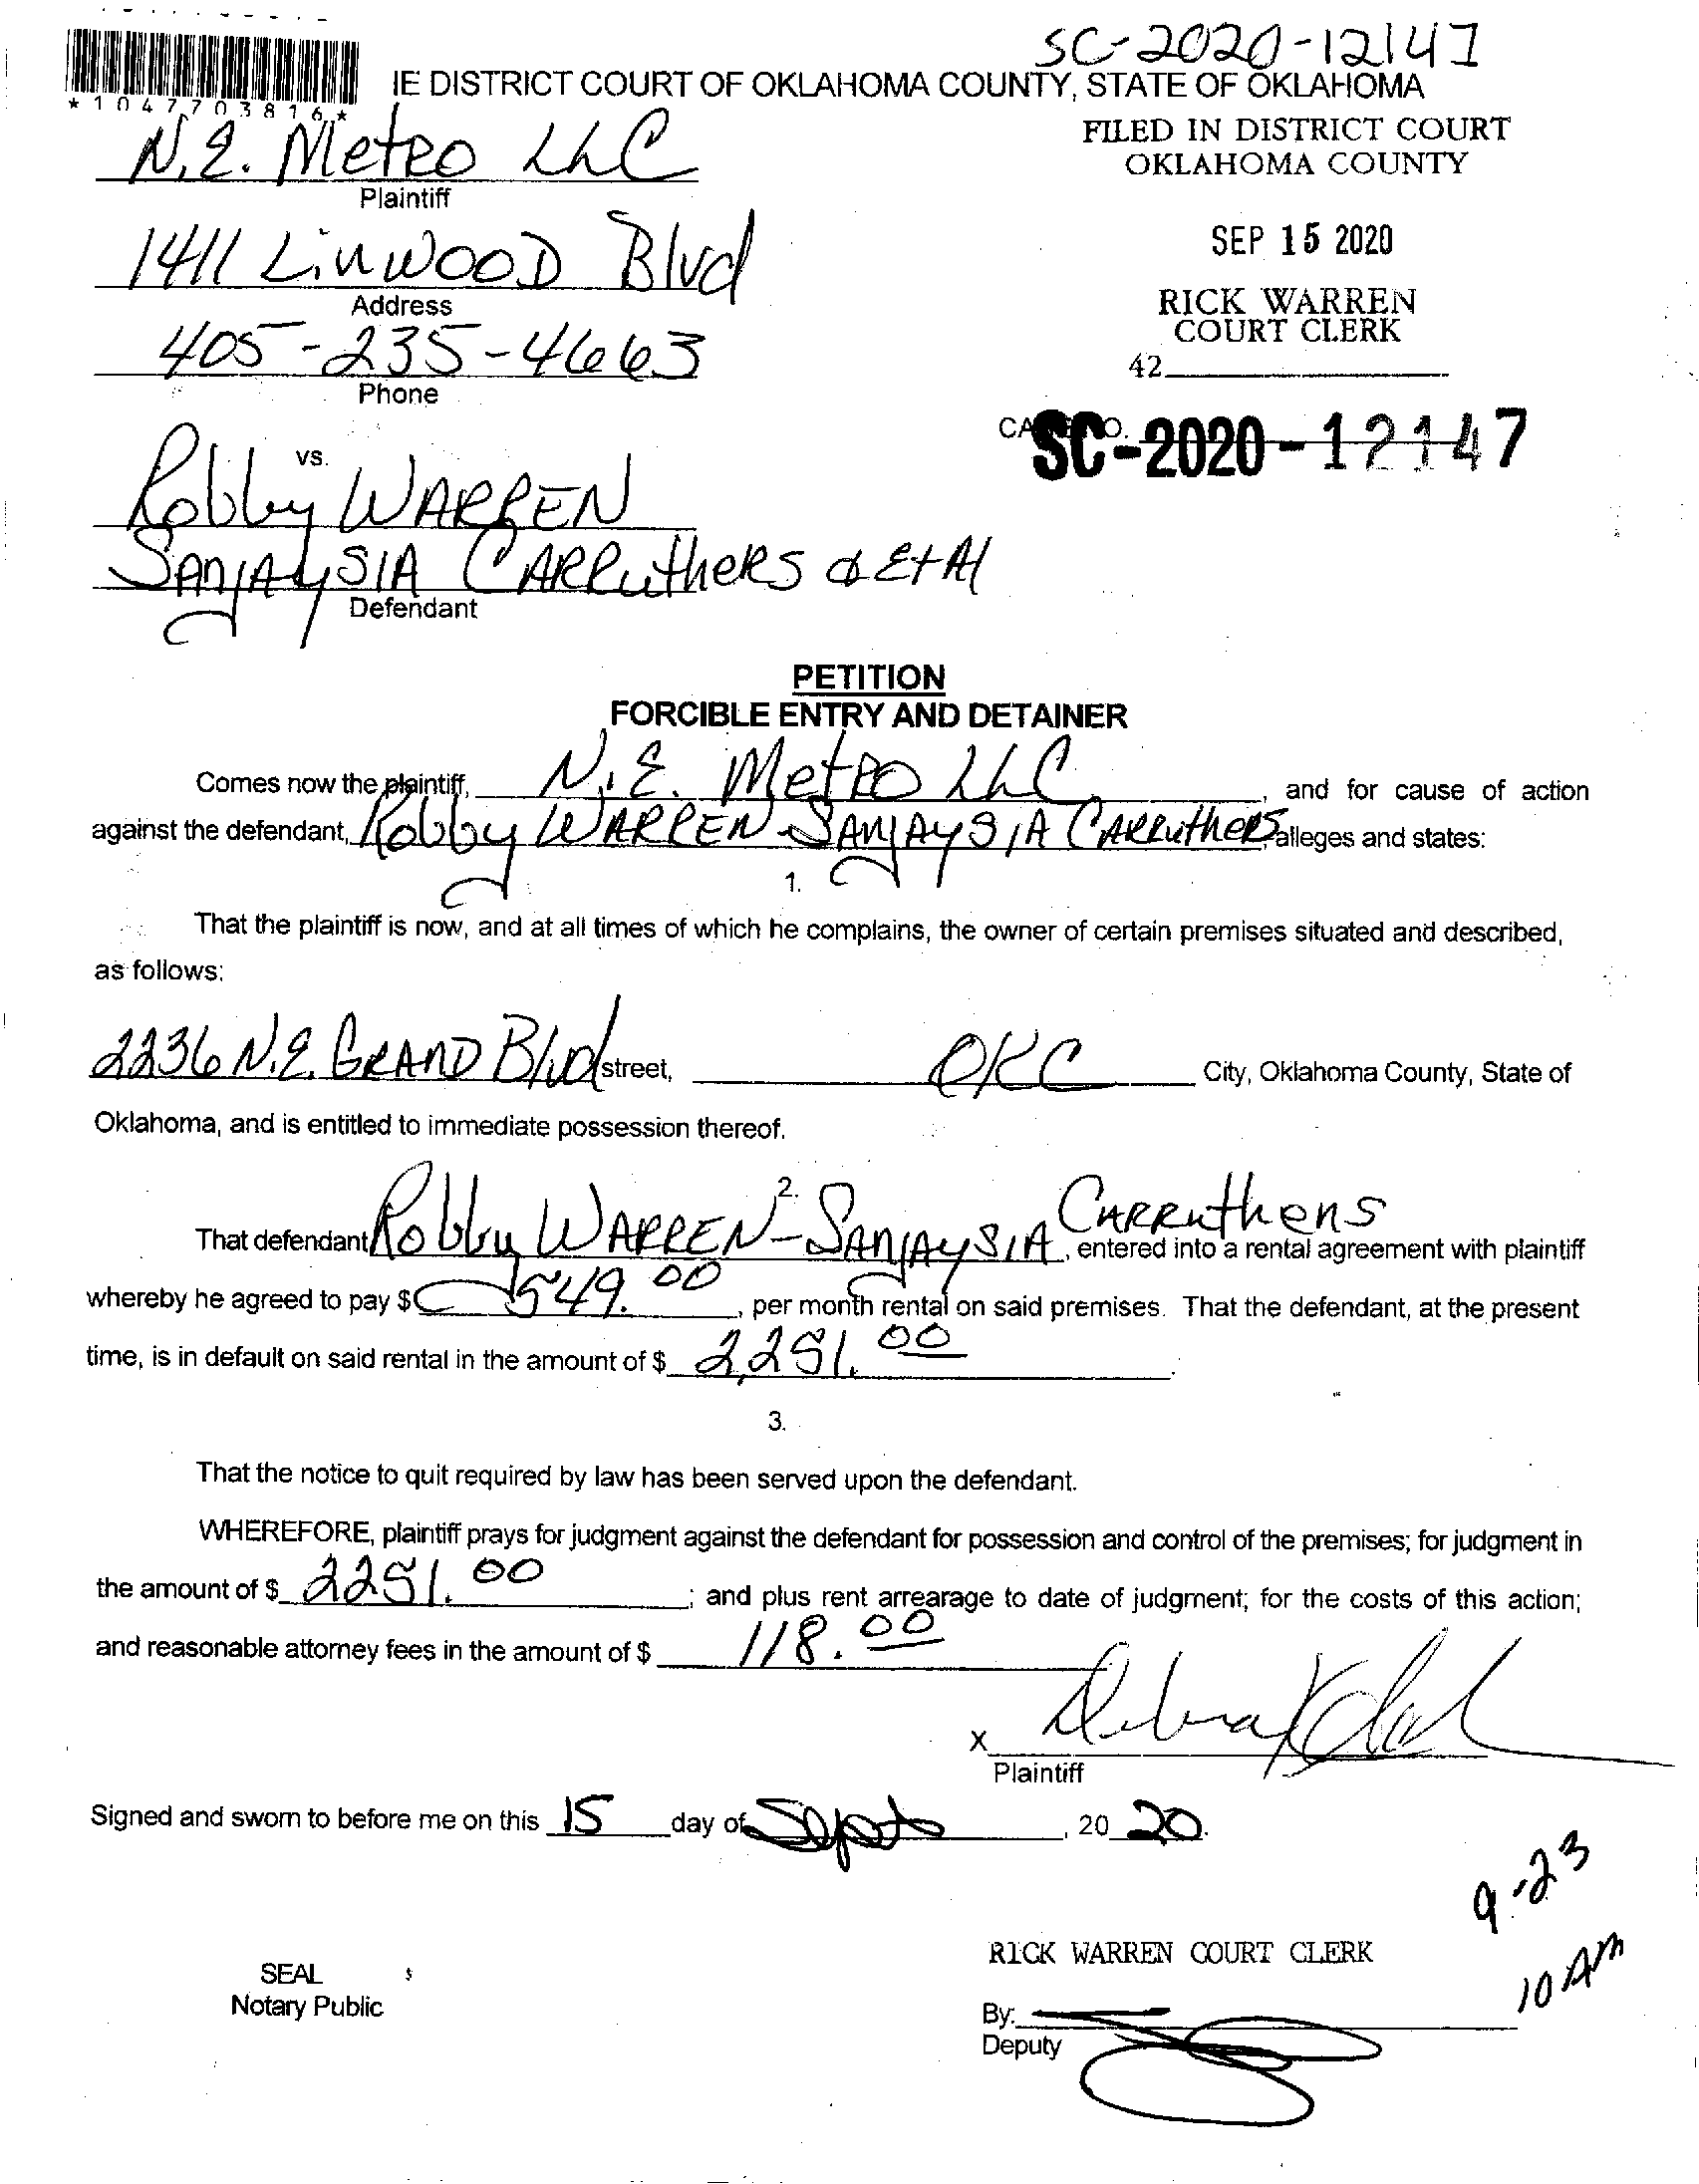 SC-2020-12147
IE DISTRICT COURT OF OKLAHOMA COUNTY, STATE OF OKLAHOMA
*1047703816*
N.E. Metro LLC
Plaintiff
FILED IN DISTRICT COURT
OKLAHOMA COUNTY
1411 LinwooD Blvd
Address
SEP 15 2020
405-235-4663
Phone
RICK WARREN
COURT CLERK
42
SC-2020-12147
vs.
Robby WARREN
SANJAYSIA CARRutheRS & Et Al
Defendant
PETITION
FORCIBLE ENTRY AND DETAINER
Comes now the plaintiff, N.E. Metro LLC, and for cause of action
against the defendant, Robby WARREN - SANJAYSIA CARRutheRS, alleges and states:
1.
That the plaintiff is now, and at all times of which he complains, the owner of certain premises situated and described,
as follows:
2236 N.E. GRAND Blvd street, OKC City, Oklahoma County, State of
Oklahoma, and is entitled to immediate possession thereof.
2.
That defendant Robby WARREN - SANJAYSIA CARRuthers, entered into a rental agreement with plaintiff
whereby he agreed to pay $ 549.00, per month rental on said premises. That the defendant, at the present
time, is in default on said rental in the amount of $ 2,251.00.
3.
That the notice to quit required by law has been served upon the defendant.
WHEREFORE, plaintiff prays for judgment against the defendant for possession and control of the premises; for judgment in
the amount of $ 2251.00; and plus rent arrearage to date of judgment; for the costs of this action;
and reasonable attorney fees in the amount of $ 118.00
X
Plaintiff
Signed and sworn to before me on this 15 day of Sept, 20 20.
9-23
10 AM
RICK WARREN COURT CLERK
SEAL
Notary Public
By:
Deputy